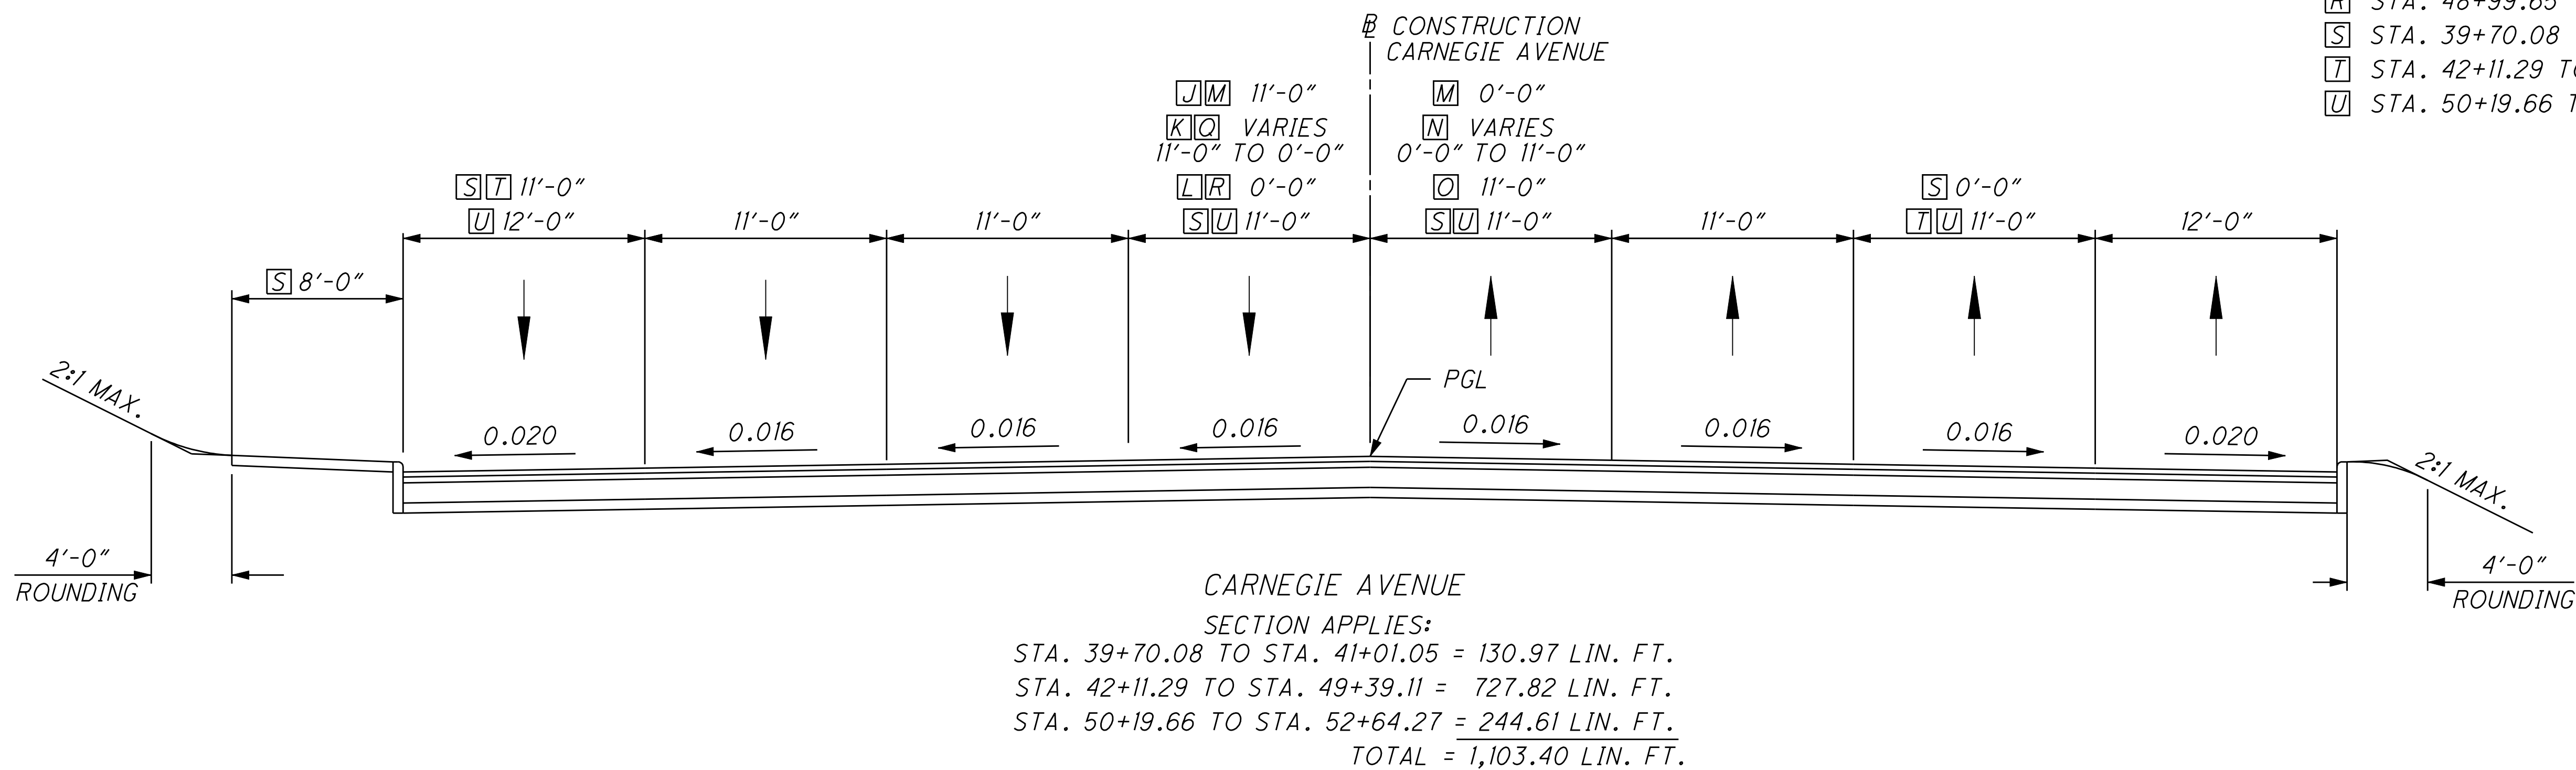 R STA. 48+99.65
S STA. 39+70.08
T STA. 42+11.29 TO
U STA. 50+19.66 T
℄ CONSTRUCTION
CARNEGIE AVENUE
J M 11'-0"
K Q VARIES
11'-0" TO 0'-0"
L R 0'-0"
S U 11'-0"
M 0'-0"
N VARIES
0'-0" TO 11'-0"
O 11'-0"
S U 11'-0"
S T 11'-0"
U 12'-0"
11'-0"
11'-0"
11'-0"
S 0'-0"
T U 11'-0"
12'-0"
S 8'-0"
2:1 MAX.
PGL
0.020
0.016
0.016
0.016
0.016
0.016
0.016
0.020
2:1 MAX.
4'-0"
ROUNDING
4'-0"
ROUNDING
CARNEGIE AVENUE
SECTION APPLIES:
STA. 39+70.08 TO STA. 41+01.05 = 130.97 LIN. FT.
STA. 42+11.29 TO STA. 49+39.11 = 727.82 LIN. FT.
STA. 50+19.66 TO STA. 52+64.27 = 244.61 LIN. FT.
TOTAL = 1,103.40 LIN. FT.